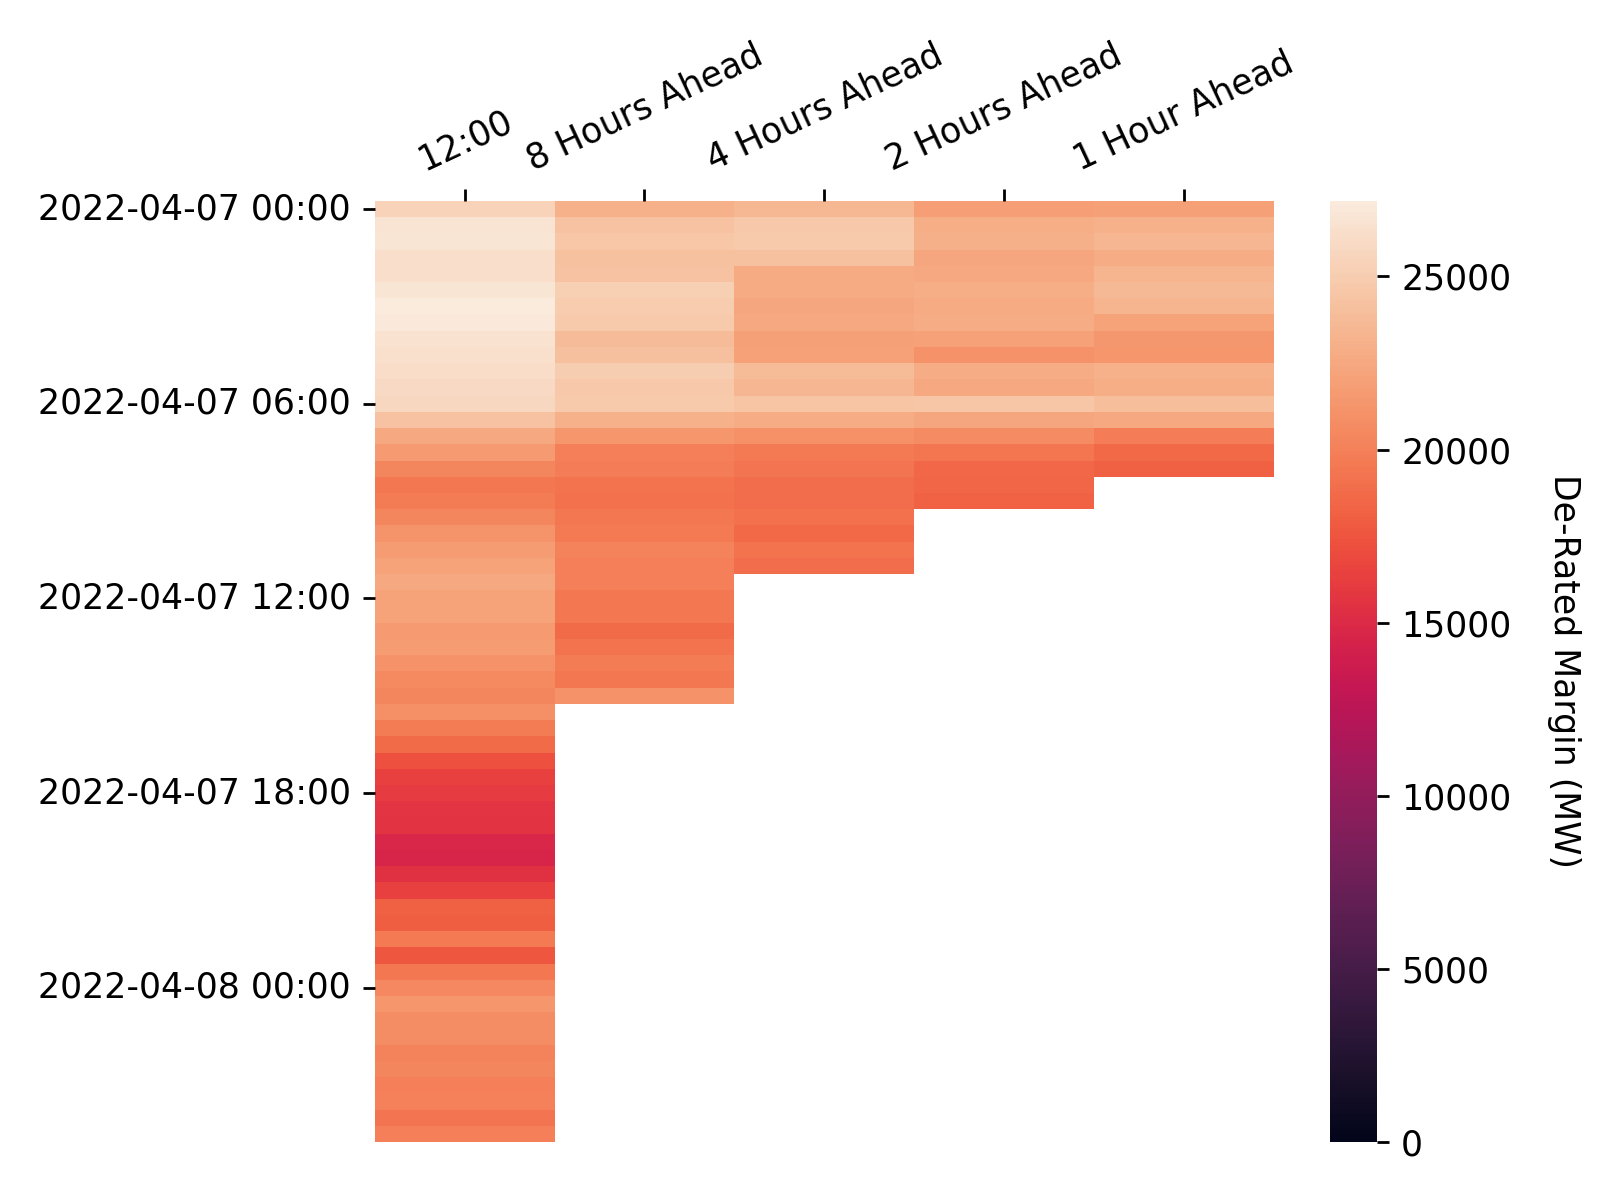 12:00
8 Hours Ahead
4 Hours Ahead
2 Hours Ahead
1 Hour Ahead
2022-04-07 00:00
2022-04-07 06:00
2022-04-07 12:00
2022-04-07 18:00
2022-04-08 00:00
25000
20000
15000
10000
5000
0
De-Rated Margin (MW)